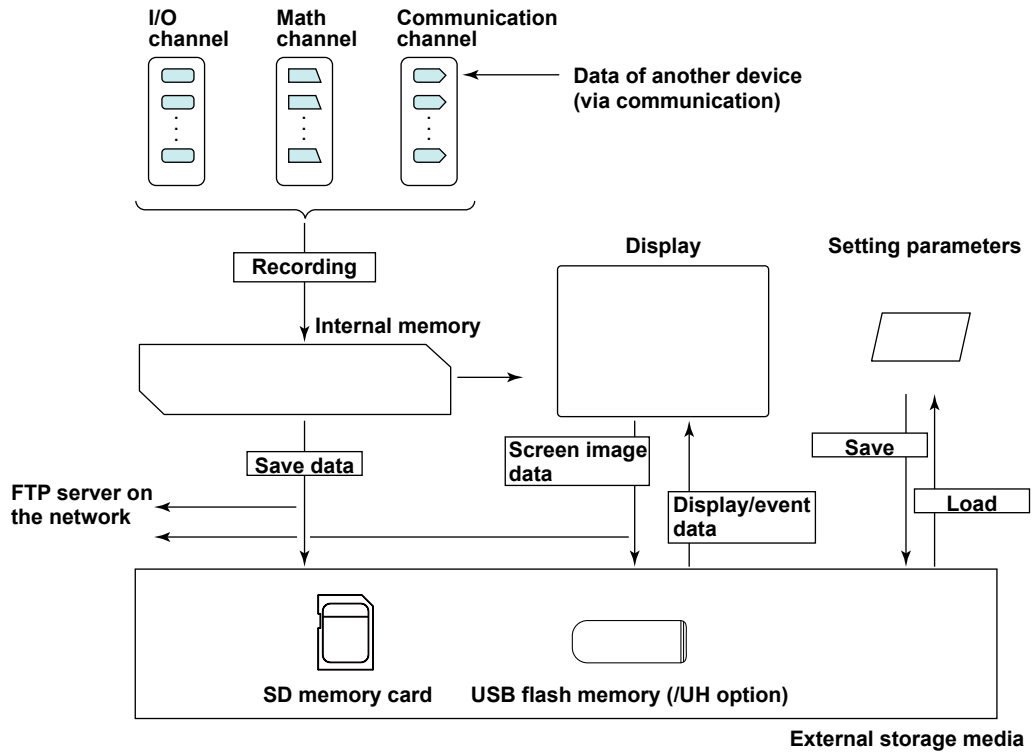 I/O
channel
Math
channel
Communication
channel
Data of another device
(via communication)
Recording
Internal memory
Display
Setting parameters
Save data
Screen image
data
Save
FTP server on
the network
Display/event
data
Load
SD memory card
USB flash memory (/UH option)
External storage media